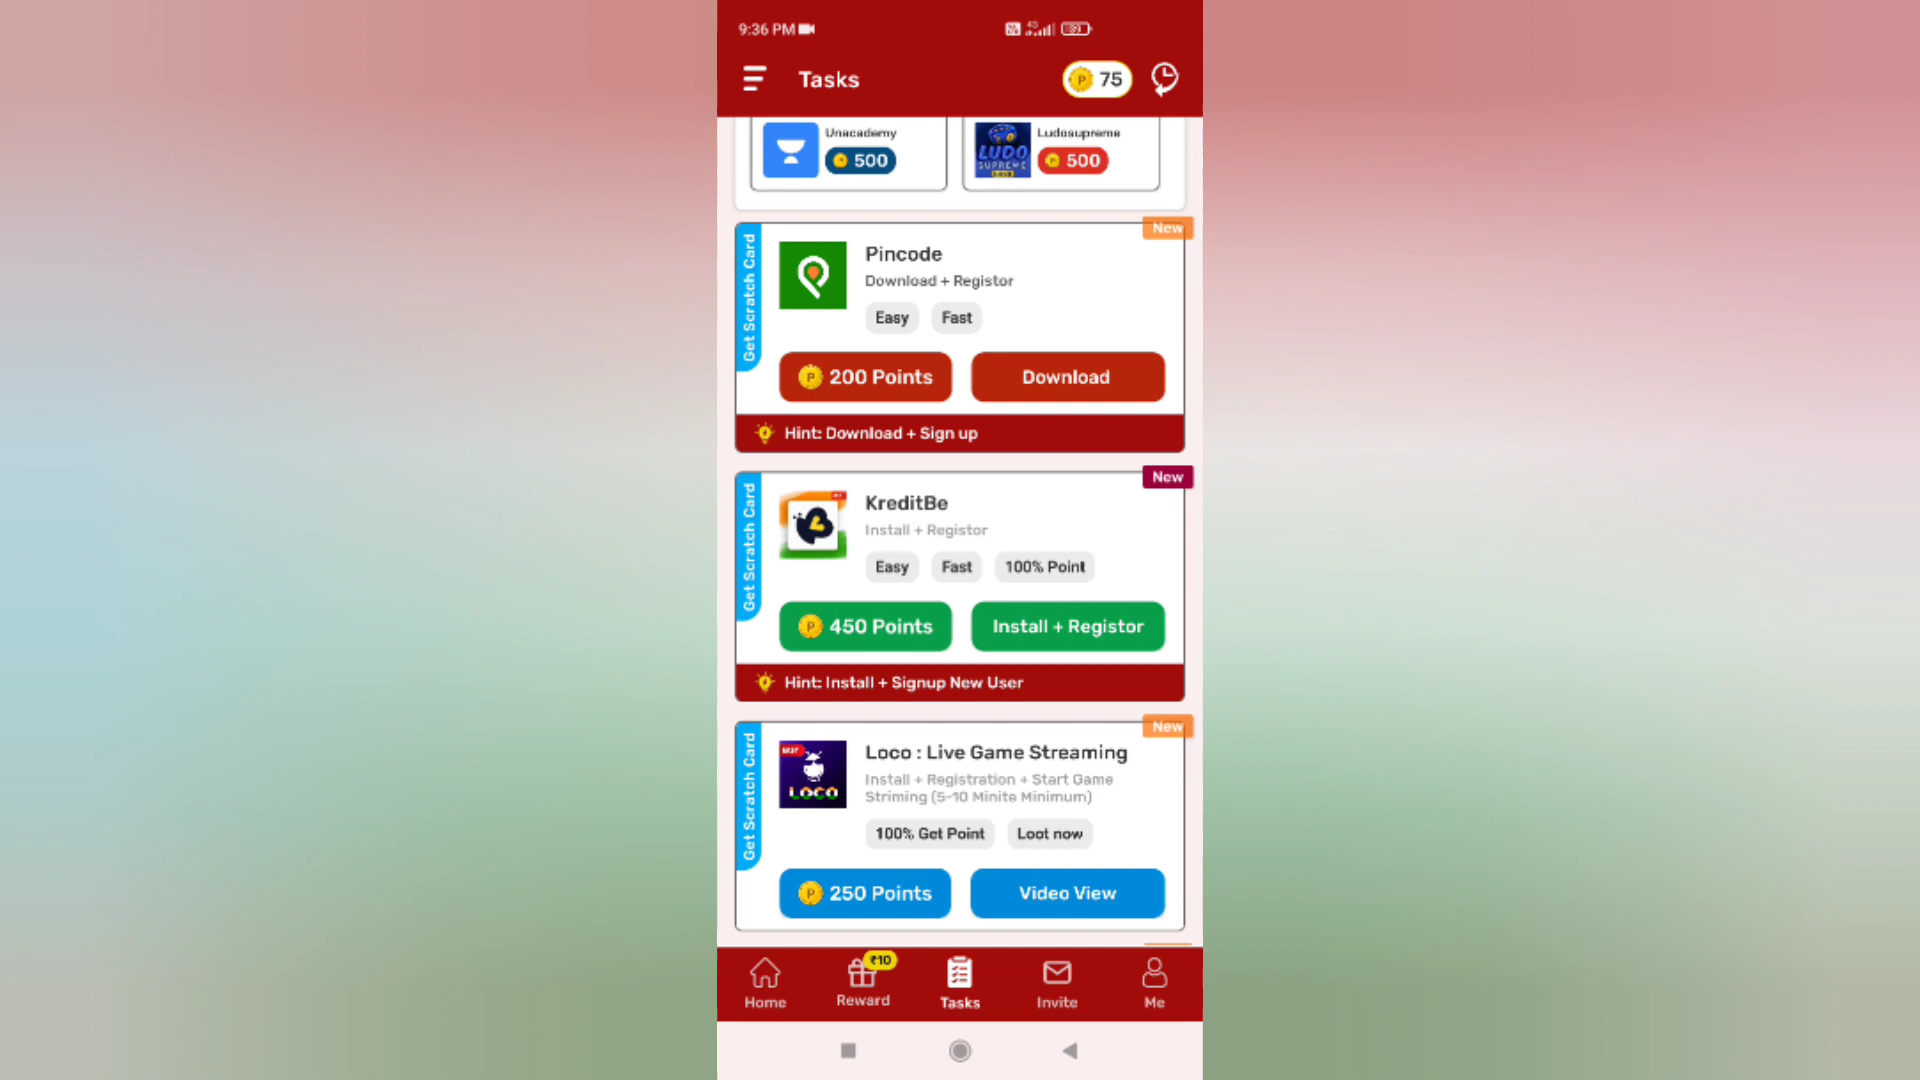 9:36 PM
4G
Tasks
75
Unacademy
500
LUDO
SUPREME
Ludosupreme
500
New
Get Scratch Card
Pincode
Download + Registor
Easy
Fast
P 200 Points
Download
Hint: Download + Sign up
New
Get Scratch Card
KreditBe
Install + Registor
Easy
Fast
100% Point
P 450 Points
Install + Registor
Hint: Install + Signup New User
New
Get Scratch Card
LOCO
Loco : Live Game Streaming
Install + Registration + Start Game
Striming (5-10 Minite Minimum)
100% Get Point
Loot now
P 250 Points
Video View
₹10
Home
Reward
Tasks
Invite
Me